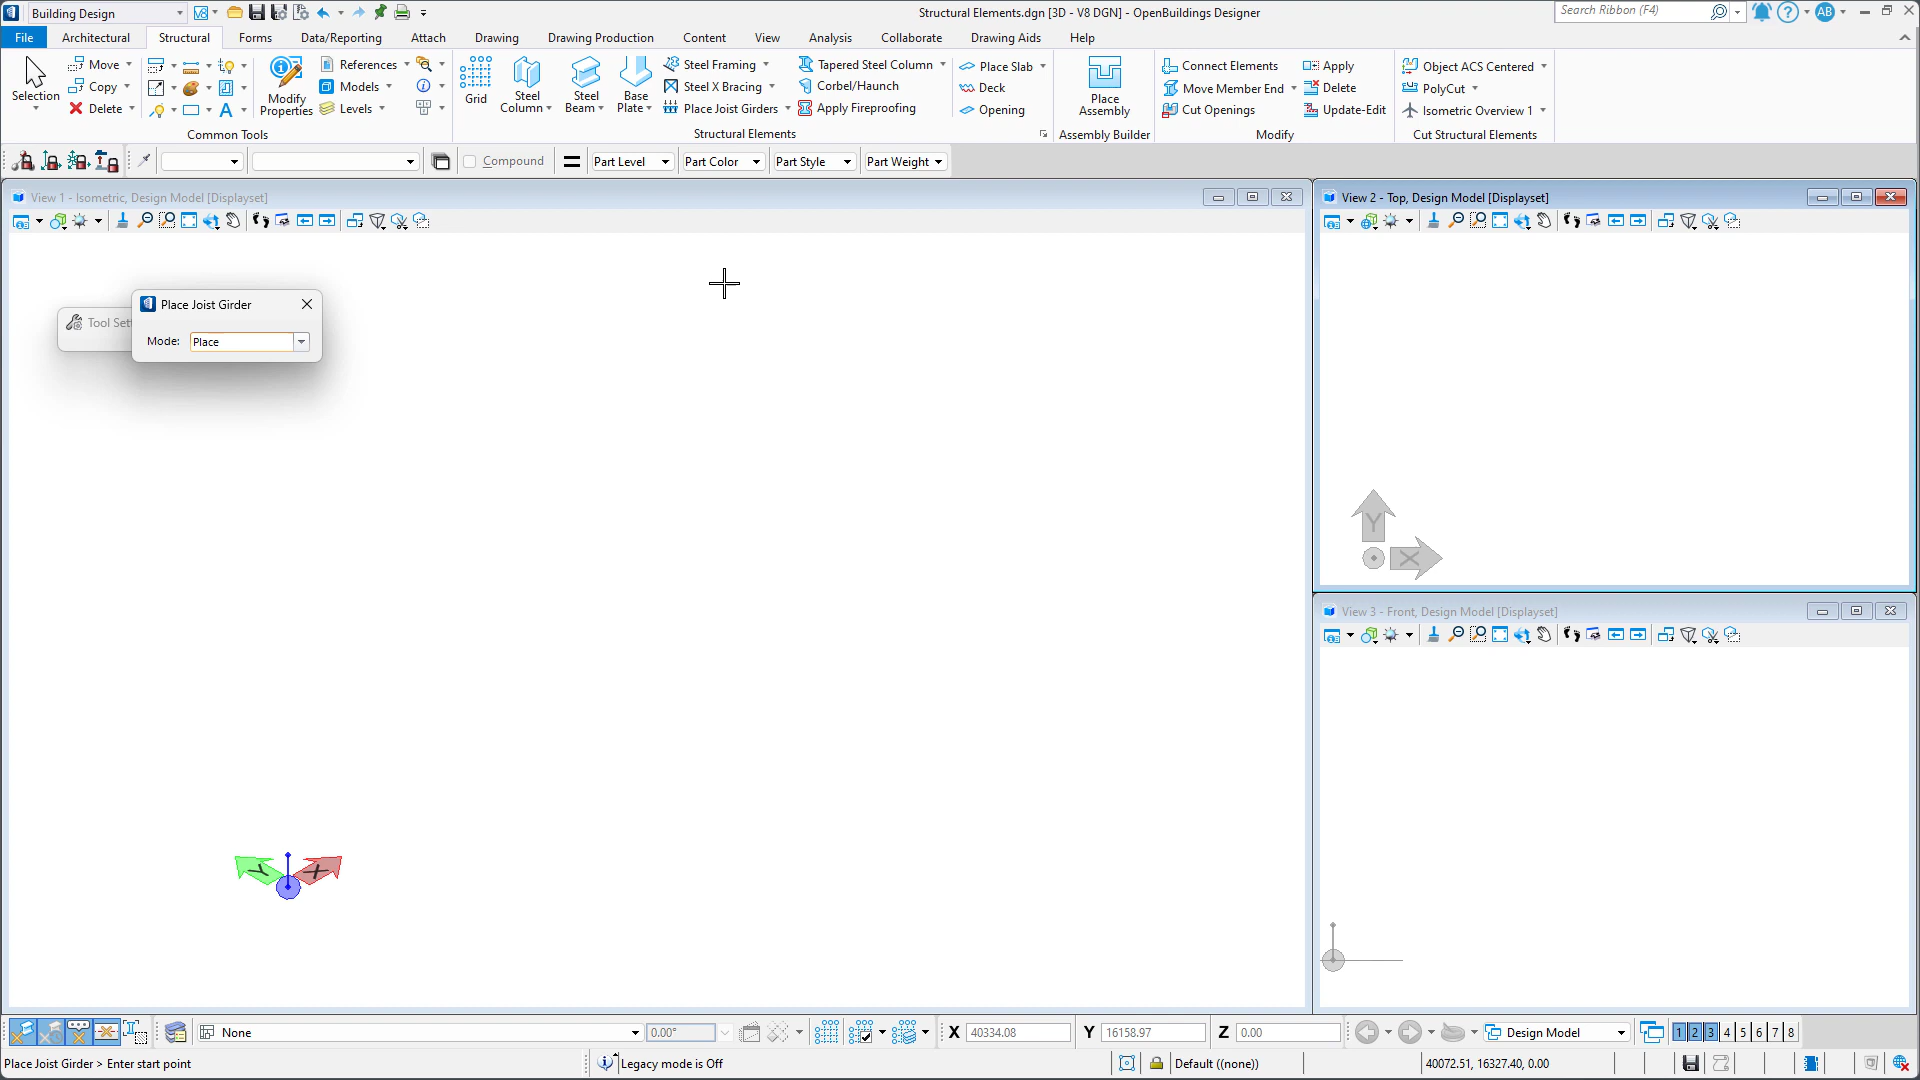 Building Design
V8
Structural Elements.dgn [3D - V8 DGN] - OpenBuildings Designer
Search Ribbon (F4)
AB
File
Architectural
Structural
Forms
Data/Reporting
Attach
Drawing
Drawing Production
Content
View
Analysis
Collaborate
Drawing Aids
Help
Selection
Move
Copy
Delete
Modify Properties
References
Models
Levels
Common Tools
Grid
Steel Column
Steel Beam
Base Plate
Steel Framing
Steel X Bracing
Place Joist Girders
Tapered Steel Column
Corbel/Haunch
Apply Fireproofing
Place Slab
Deck
Opening
Structural Elements
Place Assembly
Assembly Builder
Connect Elements
Move Member End
Cut Openings
Apply
Delete
Update-Edit
Modify
Object ACS Centered
PolyCut
Isometric Overview 1
Cut Structural Elements
Compound
Part Level
Part Color
Part Style
Part Weight
View 1 - Isometric, Design Model [Displayset]
View 2 - Top, Design Model [Displayset]
Tool Set
Place Joist Girder
Mode: Place
Y
X
Y
X
View 3 - Front, Design Model [Displayset]
None
0.00°
X 40334.08
Y 16158.97
Z 0.00
Design Model
1 2 3 4 5 6 7 8
Place Joist Girder > Enter start point
Legacy mode is Off
Default ((none))
40072.51, 16327.40, 0.00